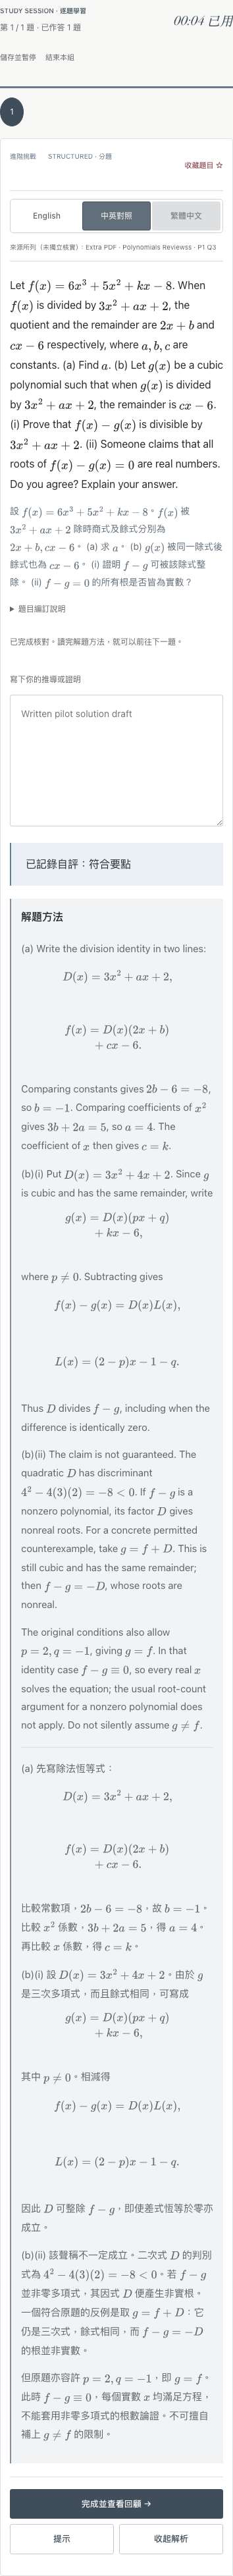 STUDY SESSION · 逐題學習
第 1 / 1 題 · 已作答 1 題
00:04 已用
儲存並暫停 結束本組
1
進階挑戰 STRUCTURED · 分題
收藏題目 ☆
English 中英對照 繁體中文
來源所列（未獨立核實）：Extra PDF · Polynomials Reviewss · P1 Q3
Let f(x) = 6x³ + 5x² + kx − 8. When
f(x) is divided by 3x² + ax + 2, the
quotient and the remainder are 2x + b and
cx − 6 respectively, where a, b, c are
constants. (a) Find a. (b) Let g(x) be a cubic
polynomial such that when g(x) is divided
by 3x² + ax + 2, the remainder is cx − 6.
(i) Prove that f(x) − g(x) is divisible by
3x² + ax + 2. (ii) Someone claims that all
roots of f(x) − g(x) = 0 are real numbers.
Do you agree? Explain your answer.
設 f(x) = 6x³ + 5x² + kx − 8。f(x) 被
3x² + ax + 2 除時商式及餘式分別為
2x + b, cx − 6。 (a) 求 a。 (b) g(x) 被同一除式後
餘式也為 cx − 6。 (i) 證明 f − g 可被該除式整
除。 (ii) f − g = 0 的所有根是否皆為實數？
▶ 題目編訂說明
已完成核對。請完解題方法，就可以前往下一題。
寫下你的推導或證明
Written pilot solution draft
已記錄自評：符合要點
解題方法
(a) Write the division identity in two lines:
D(x) = 3x² + ax + 2,
f(x) = D(x)(2x + b)
+ cx − 6.
Comparing constants gives 2b − 6 = −8,
so b = −1. Comparing coefficients of x²
gives 3b + 2a = 5, so a = 4. The
coefficient of x then gives c = k.
(b)(i) Put D(x) = 3x² + 4x + 2. Since g
is cubic and has the same remainder, write
g(x) = D(x)(px + q)
+ kx − 6,
where p ≠ 0. Subtracting gives
f(x) − g(x) = D(x)L(x),
L(x) = (2 − p)x − 1 − q.
Thus D divides f − g, including when the
difference is identically zero.
(b)(ii) The claim is not guaranteed. The
quadratic D has discriminant
4² − 4(3)(2) = −8 < 0. If f − g is a
nonzero polynomial, its factor D gives
nonreal roots. For a concrete permitted
counterexample, take g = f + D. This is
still cubic and has the same remainder;
then f − g = −D, whose roots are
nonreal.
The original conditions also allow
p = 2, q = −1, giving g = f. In that
identity case f − g ≡ 0, so every real x
solves the equation; the usual root-count
argument for a nonzero polynomial does
not apply. Do not silently assume g ≠ f.
(a) 先寫除法恆等式：
D(x) = 3x² + ax + 2,
f(x) = D(x)(2x + b)
+ cx − 6.
比較常數項，2b − 6 = −8，故 b = −1。
比較 x² 係數，3b + 2a = 5，得 a = 4。
再比較 x 係數，得 c = k。
(b)(i) 設 D(x) = 3x² + 4x + 2。由於 g
是三次多項式，而且餘式相同，可寫成
g(x) = D(x)(px + q)
+ kx − 6,
其中 p ≠ 0。相減得
f(x) − g(x) = D(x)L(x),
L(x) = (2 − p)x − 1 − q.
因此 D 可整除 f − g，即使差式恆等於零亦
成立。
(b)(ii) 該聲稱不一定成立。二次式 D 的判別
式為 4² − 4(3)(2) = −8 < 0。若 f − g
並非零多項式，其因式 D 便產生非實根。
一個符合原題的反例是取 g = f + D：它
仍是三次式，餘式相同，而 f − g = −D
的根並非實數。
但原題亦容許 p = 2, q = −1，即 g = f。
此時 f − g ≡ 0，每個實數 x 均滿足方程，
不能套用非零多項式的根數論證。不可擅自
補上 g ≠ f 的限制。
完成並查看回顧 →
提示 收起解析